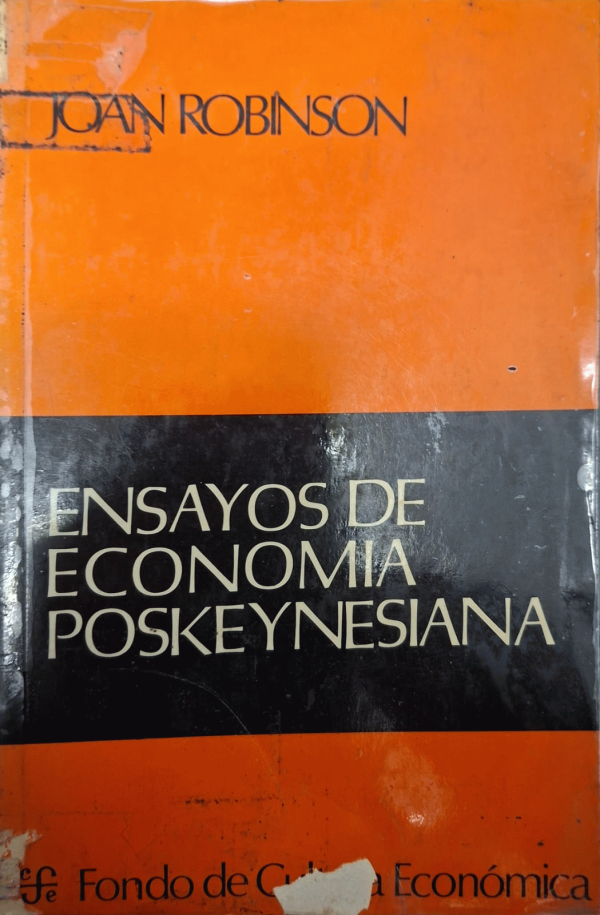 JOAN ROBINSON
ENSAYOS DE
ECONOMIA
POSKEYNESIANA
Fondo de Económica